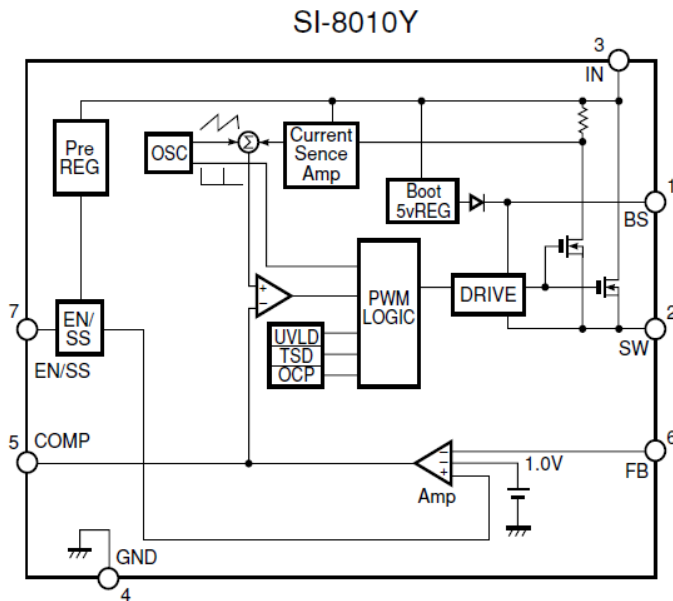 SI-8010Y
3
IN
Pre
REG
OSC
Σ
Current
Sence
Amp
Boot
5vREG
1
BS
+
−
PWM
LOGIC
DRIVE
7
EN/
SS
EN/SS
2
SW
UVLD
TSD
OCP
5
COMP
6
FB
−
−
+
Amp
1.0V
GND
4